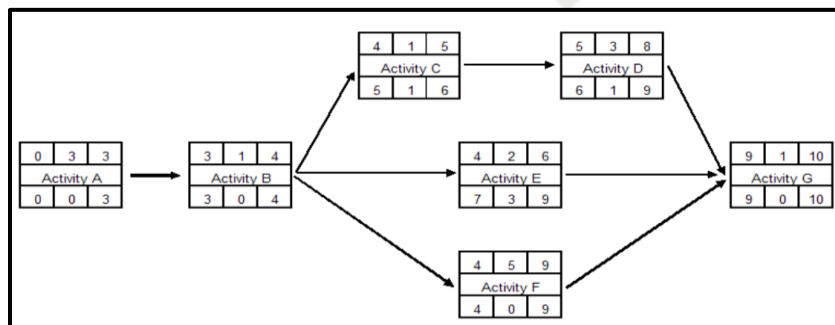 4 1 5
Activity C
5 1 6
5 3 8
Activity D
6 1 9
0 3 3
Activity A
0 0 3
3 1 4
Activity B
3 0 4
4 2 6
Activity E
7 3 9
9 1 10
Activity G
9 0 10
4 5 9
Activity F
4 0 9